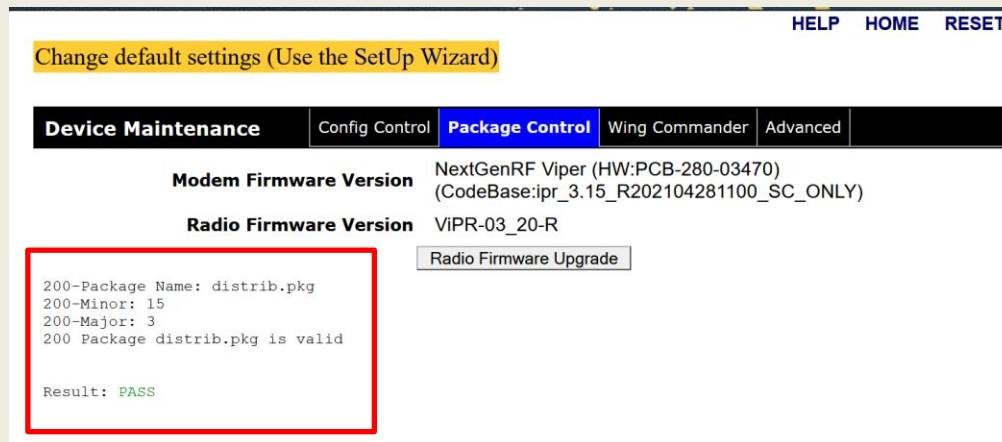 HELP HOME RESET
Change default settings (Use the SetUp Wizard)
Device Maintenance Config Control Package Control Wing Commander Advanced
Modem Firmware Version NextGenRF Viper (HW:PCB-280-03470)
(CodeBase:ipr_3.15_R202104281100_SC_ONLY)
Radio Firmware Version ViPR-03_20-R
Radio Firmware Upgrade
200-Package Name: distrib.pkg
200-Minor: 15
200-Major: 3
200 Package distrib.pkg is valid
Result: PASS